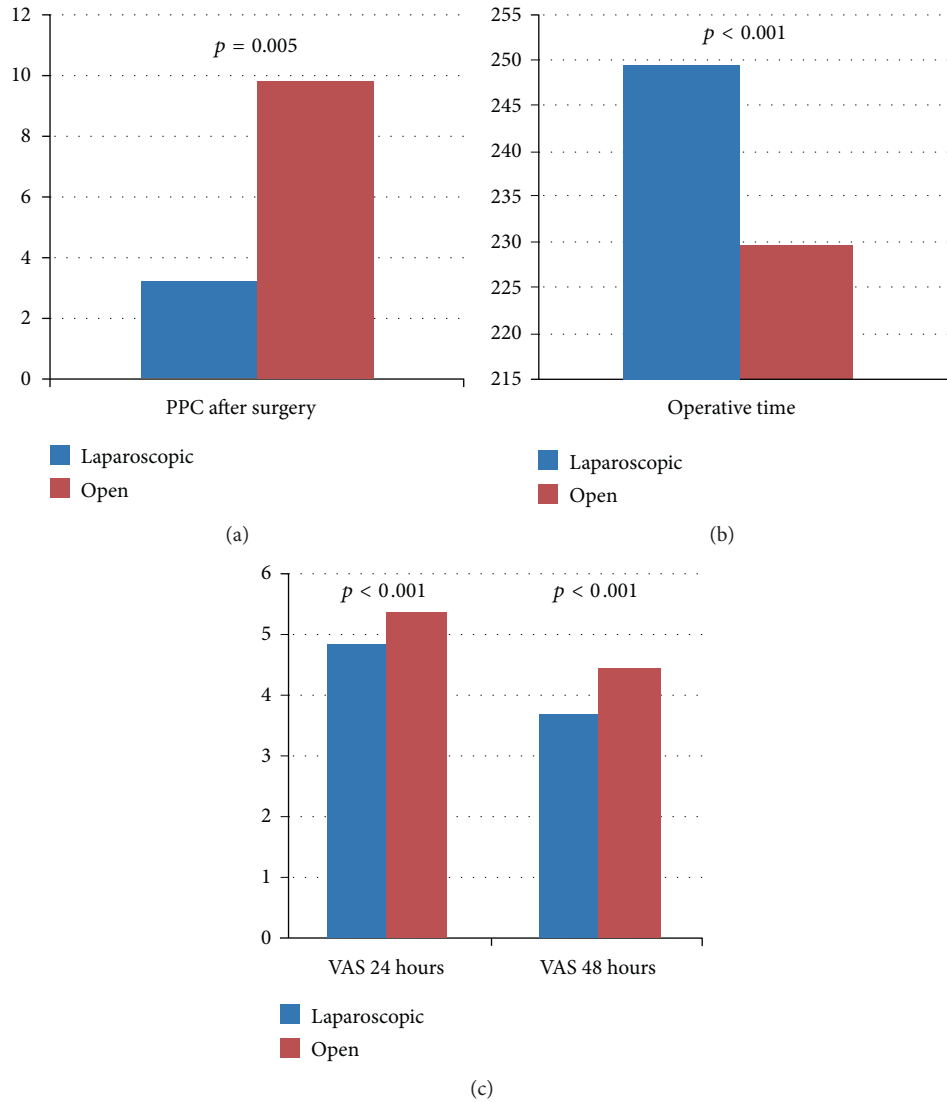 12
10
8
6
4
2
0
p = 0.005
PPC after surgery
Laparoscopic
Open
(a)
255
250
245
240
235
230
225
220
215
p < 0.001
Operative time
Laparoscopic
Open
(b)
6
5
4
3
2
1
0
p < 0.001 p < 0.001
VAS 24 hours VAS 48 hours
Laparoscopic
Open
(c)